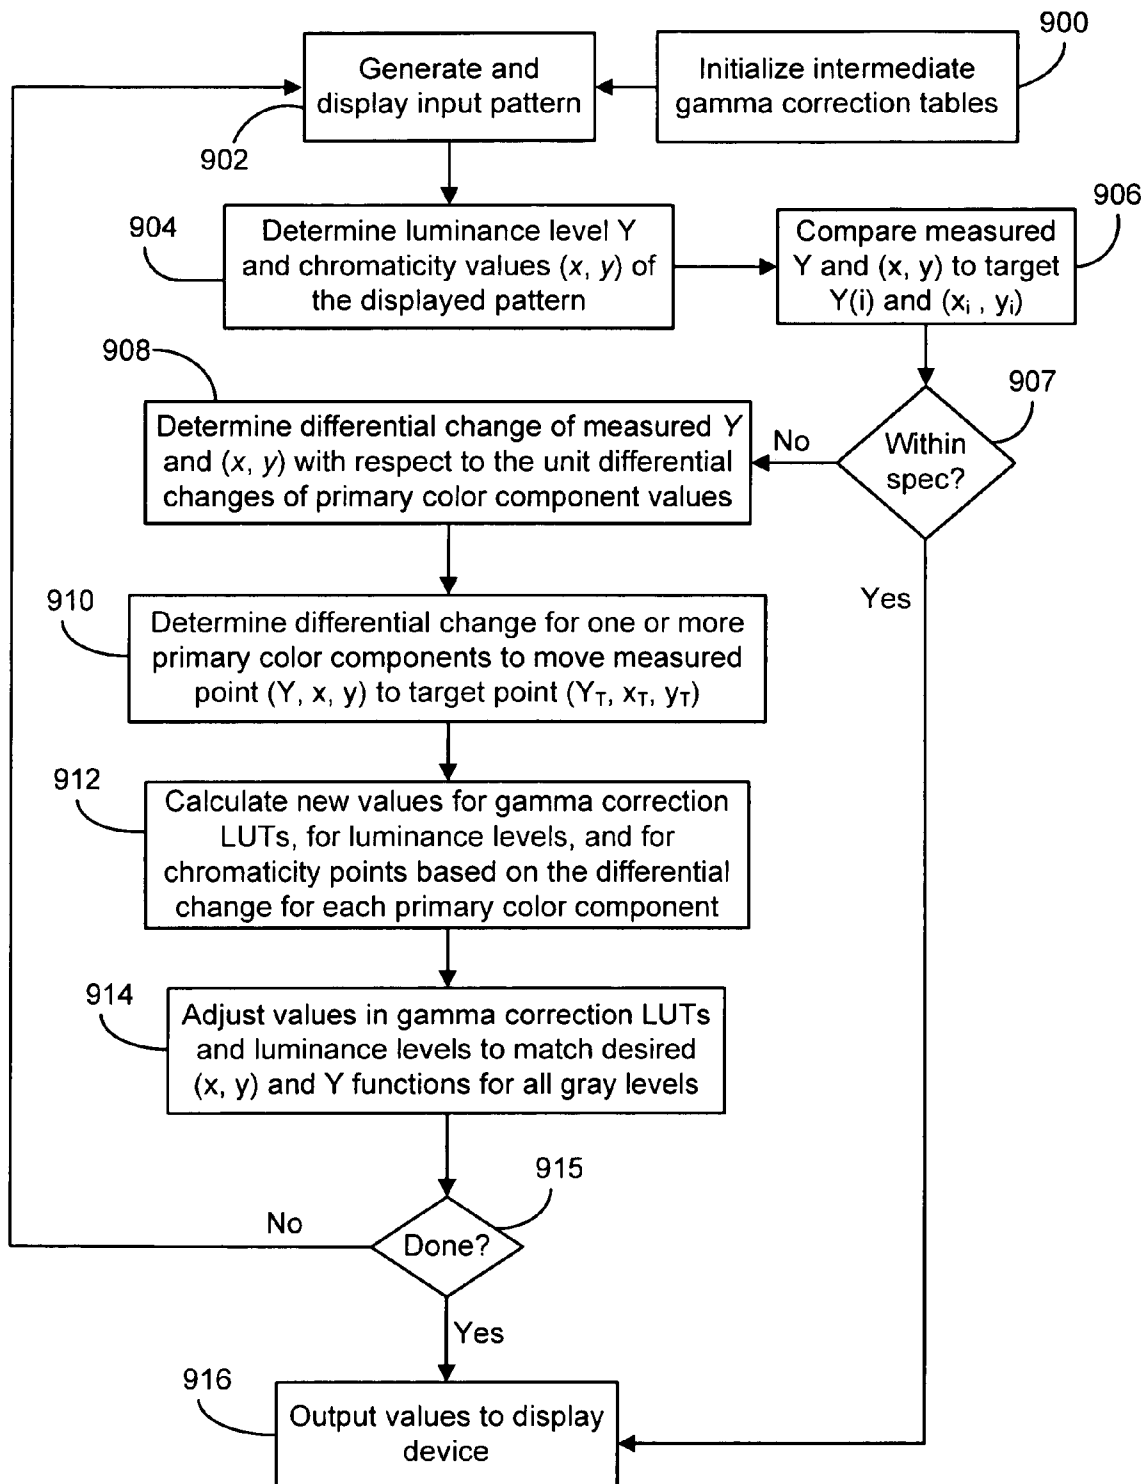 900
Generate and
display input pattern
Initialize intermediate
gamma correction tables
902
904
Determine luminance level Y
and chromaticity values (x, y) of
the displayed pattern
906
Compare measured
Y and (x, y) to target
Y(i) and (xᵢ , yᵢ)
908
907
Determine differential change of measured Y
and (x, y) with respect to the unit differential
changes of primary color component values
No
Within
spec?
Yes
910
Determine differential change for one or more
primary color components to move measured
point (Y, x, y) to target point (Y_T, x_T, y_T)
912
Calculate new values for gamma correction
LUTs, for luminance levels, and for
chromaticity points based on the differential
change for each primary color component
914
Adjust values in gamma correction LUTs
and luminance levels to match desired
(x, y) and Y functions for all gray levels
915
No
Done?
Yes
916
Output values to display
device